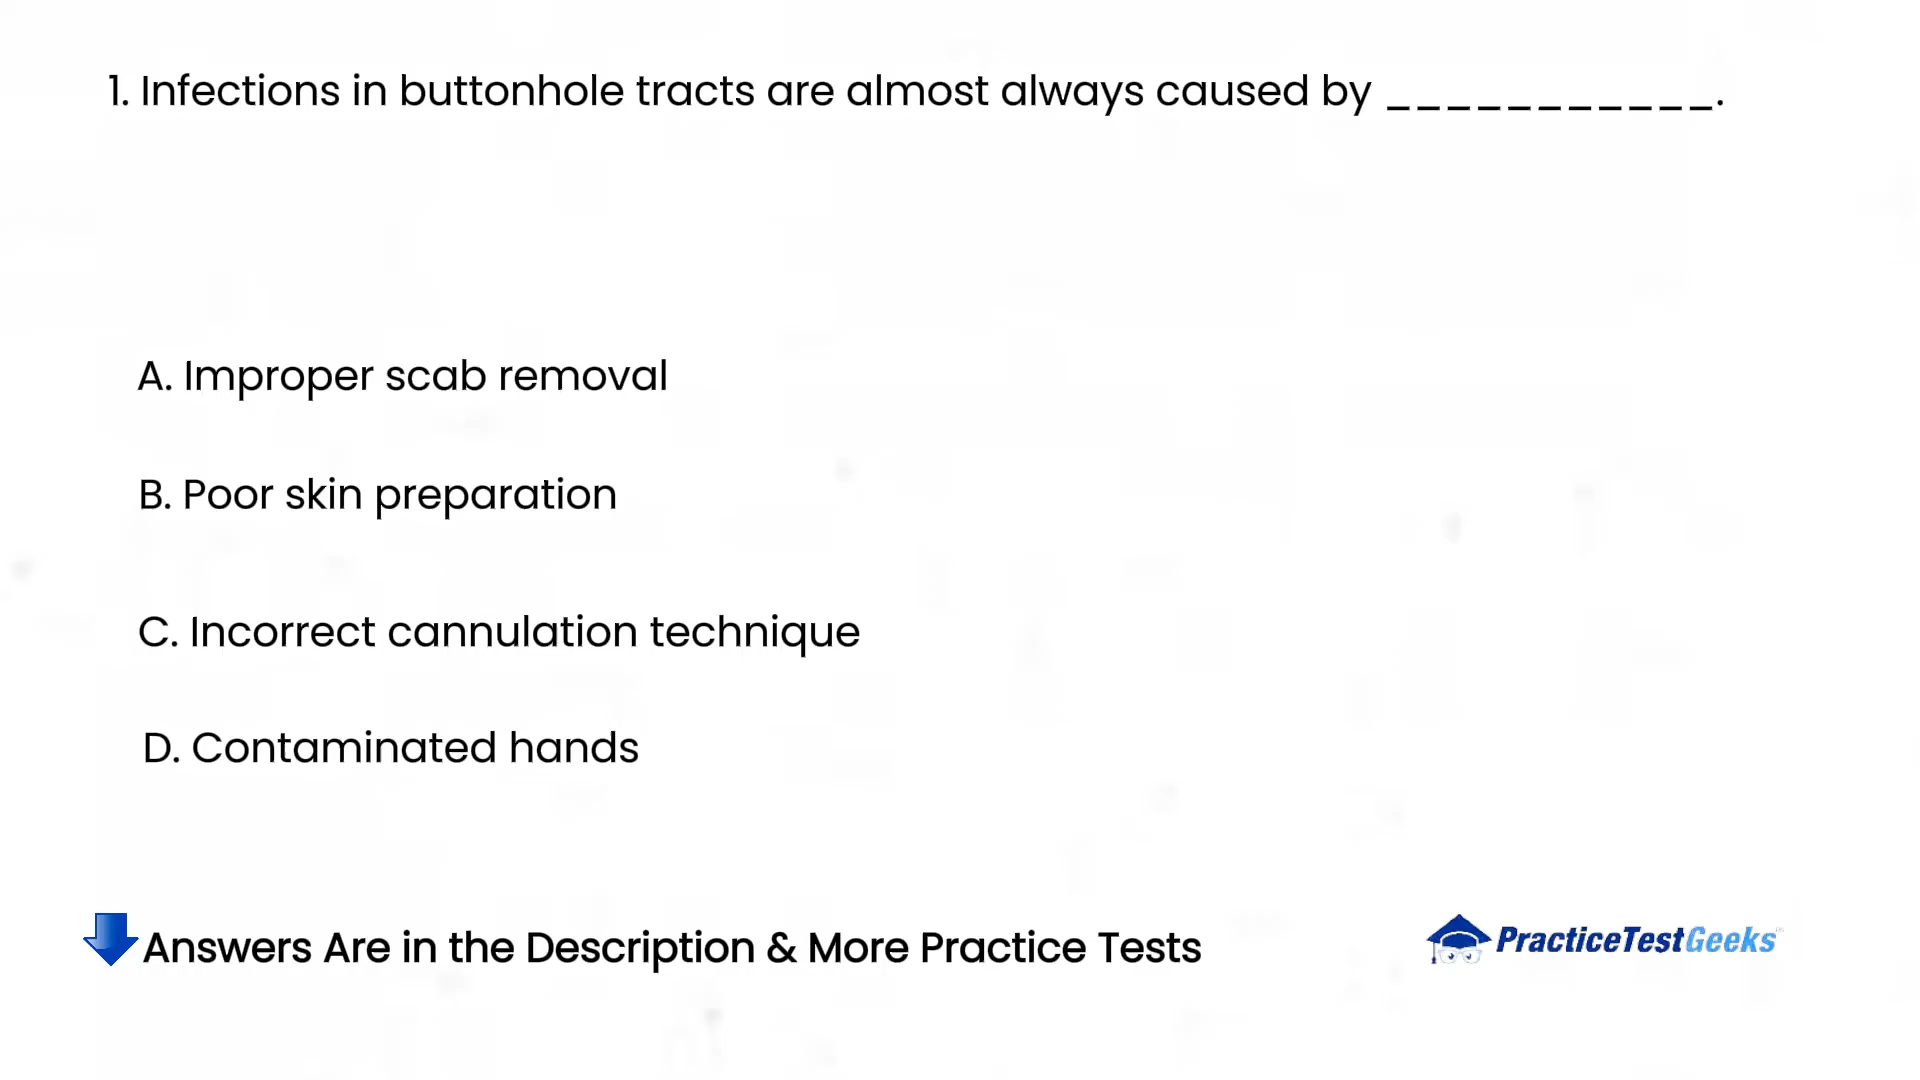 1. Infections in buttonhole tracts are almost always caused by ___________.
A. Improper scab removal
B. Poor skin preparation
C. Incorrect cannulation technique
D. Contaminated hands
Answers Are in the Description & More Practice Tests
PracticeTestGeeks